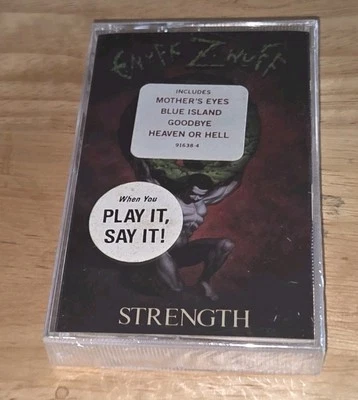 ENUFF Z'NUFF
INCLUDES
MOTHER'S EYES
BLUE ISLAND
GOODBYE
HEAVEN OR HELL
91638-4
When You
PLAY IT,
SAY IT!
STRENGTH